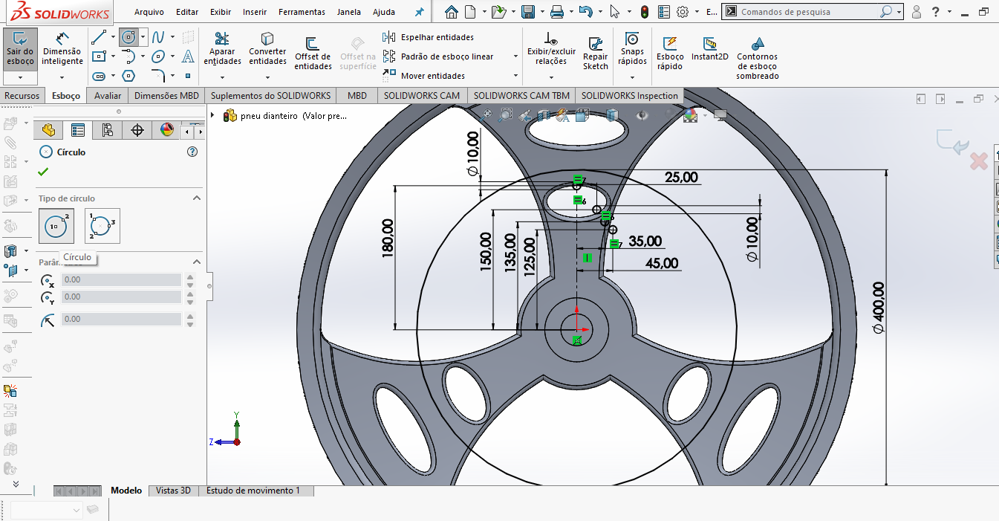 SOLIDWORKS
Arquivo Editar Exibir Inserir Ferramentas Janela Ajuda
E... Comandos de pesquisa
Sair do esboço
Dimensão inteligente
Aparar entidades
Converter entidades
Offset de entidades
Offset na superfície
Espelhar entidades
Padrão de esboço linear
Mover entidades
Exibir/excluir relações
Repair Sketch
Snaps rápidos
Esboço rápido
Instant2D
Contornos de esboço sombreado
Recursos Esboço Avaliar Dimensões MBD Suplementos do SOLIDWORKS MBD SOLIDWORKS CAM SOLIDWORKS CAM TBM SOLIDWORKS Inspection
pneu dianteiro (Valor pre...
Círculo
Tipo de círculo
Círculo
0.00
0.00
0.00
Ø10,00
25,00
180,00
150,00
135,00
125,00
35,00
45,00
Ø10,00
Ø400,00
Y
Z
Modelo Vistas 3D Estudo de movimento 1